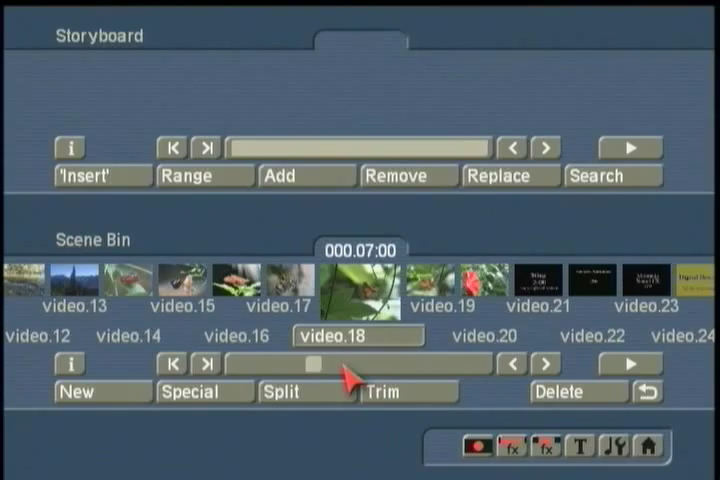 Storyboard
i
'Insert' Range Add Remove Replace Search
Scene Bin
000.07:00
video.13 video.15 video.17 video.19 video.21 video.23
video.12 video.14 video.16 video.18 video.20 video.22 video.24
i
New Special Split Trim Delete
fx fx T